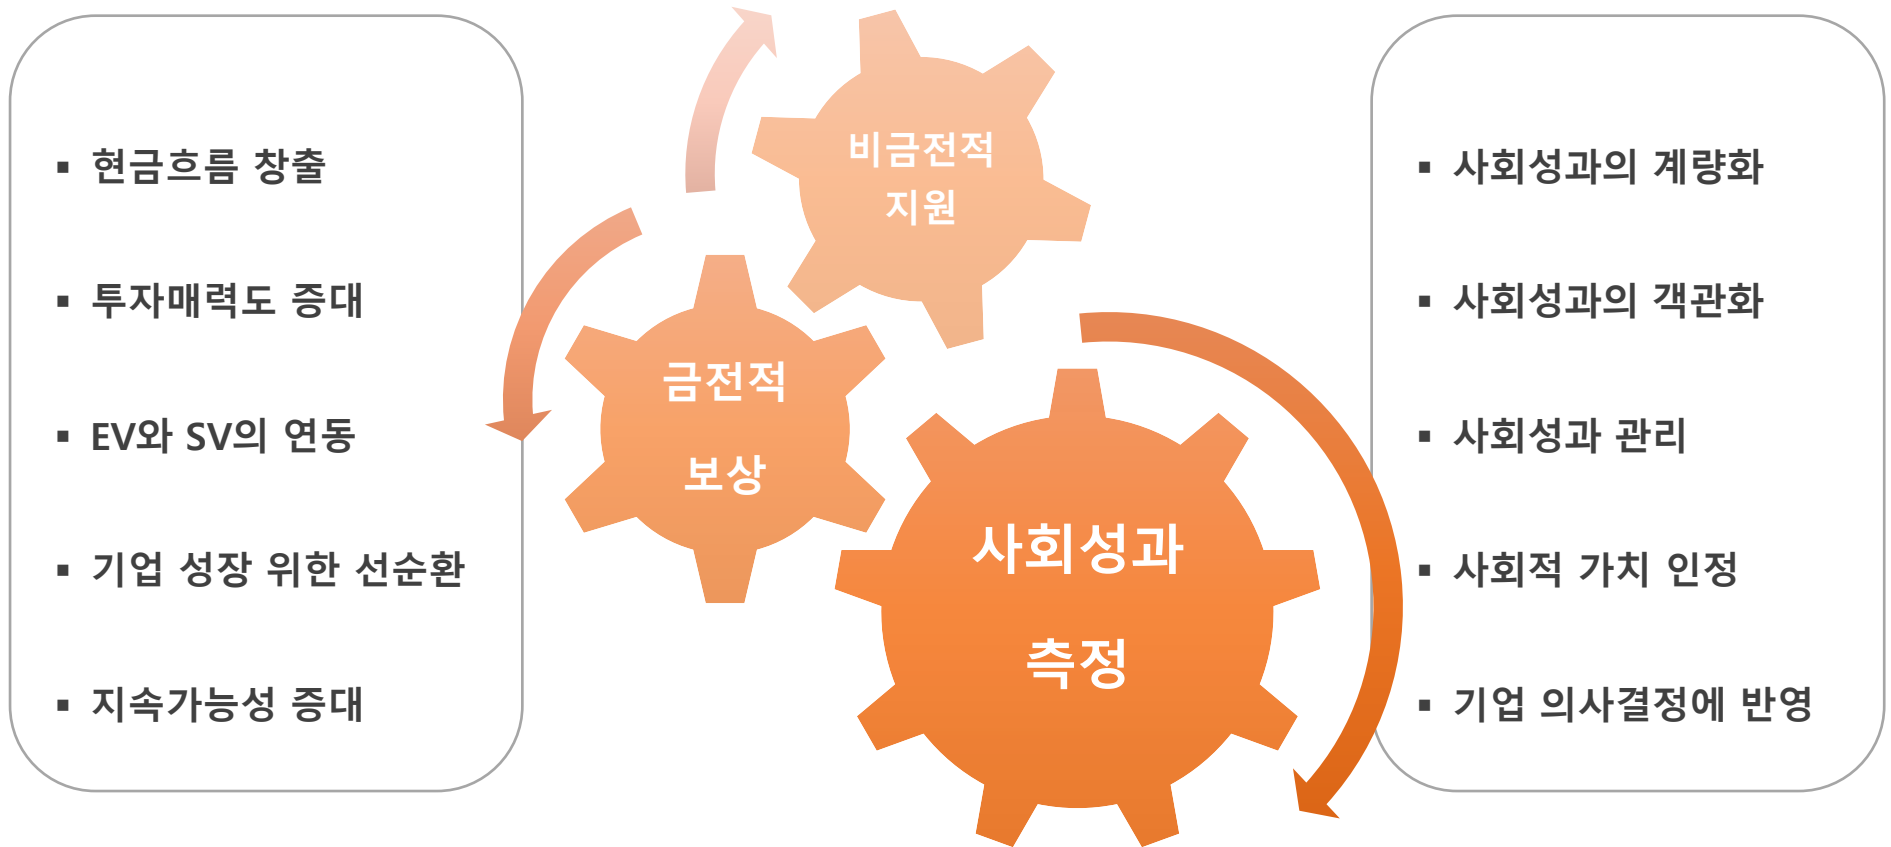 ▪ 현금흐름 창출
▪ 투자매력도 증대
▪ EV와 SV의 연동
▪ 기업 성장 위한 선순환
▪ 지속가능성 증대
비금전적
지원
금전적
보상
사회성과
측정
▪ 사회성과의 계량화
▪ 사회성과의 객관화
▪ 사회성과 관리
▪ 사회적 가치 인정
▪ 기업 의사결정에 반영